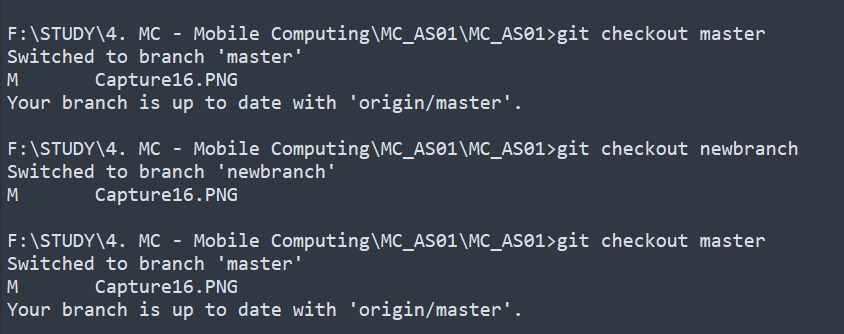 F:\STUDY\4. MC - Mobile Computing\MC_AS01\MC_AS01>git checkout master
Switched to branch 'master'
M       Capture16.PNG
Your branch is up to date with 'origin/master'.
F:\STUDY\4. MC - Mobile Computing\MC_AS01\MC_AS01>git checkout newbranch
Switched to branch 'newbranch'
M       Capture16.PNG
F:\STUDY\4. MC - Mobile Computing\MC_AS01\MC_AS01>git checkout master
Switched to branch 'master'
M       Capture16.PNG
Your branch is up to date with 'origin/master'.